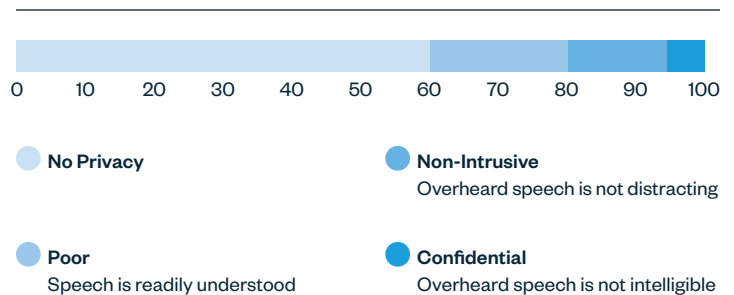 0 10 20 30 40 50 60 70 80 90 100
No Privacy
Non-Intrusive
Overheard speech is not distracting
Poor
Speech is readily understood
Confidential
Overheard speech is not intelligible